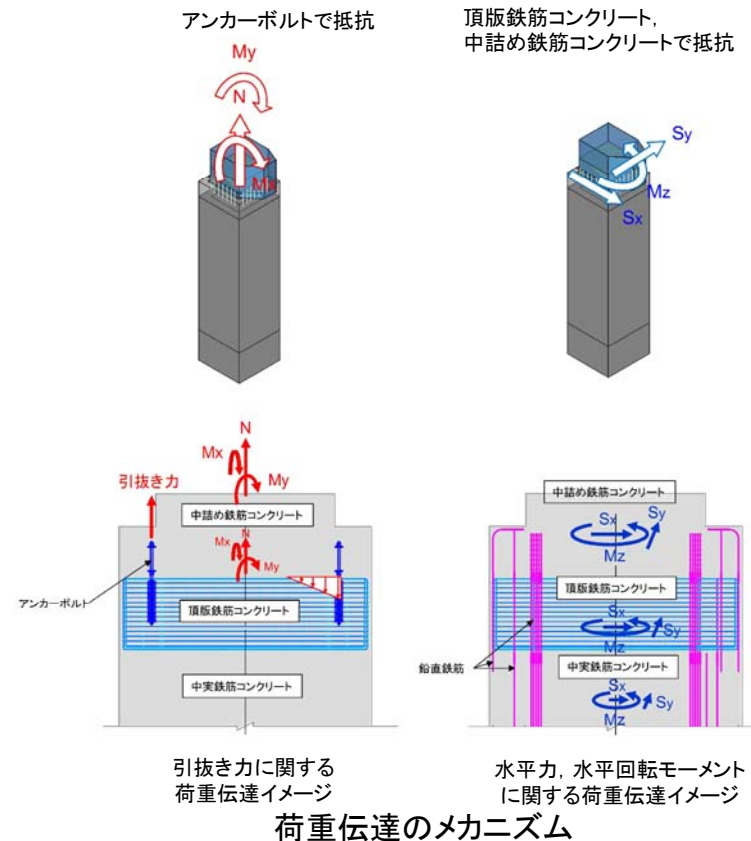 アンカーボルトで抵抗
頂版鉄筋コンクリート,
中詰め鉄筋コンクリートで抵抗
My
N
Mx
Sy
Mz
Sx
N
Mx
My
引抜き力
中詰め鉄筋コンクリート
N
Mx
My
アンカーボルト
頂版鉄筋コンクリート
中実鉄筋コンクリート
中詰め鉄筋コンクリート
Sx
Sy
Mz
頂版鉄筋コンクリート
Sx
Sy
Mz
鉛直鉄筋
中実鉄筋コンクリート
Sx
Sy
Mz
引抜き力に関する
荷重伝達イメージ
水平力, 水平回転モーメント
に関する荷重伝達イメージ
荷重伝達のメカニズム